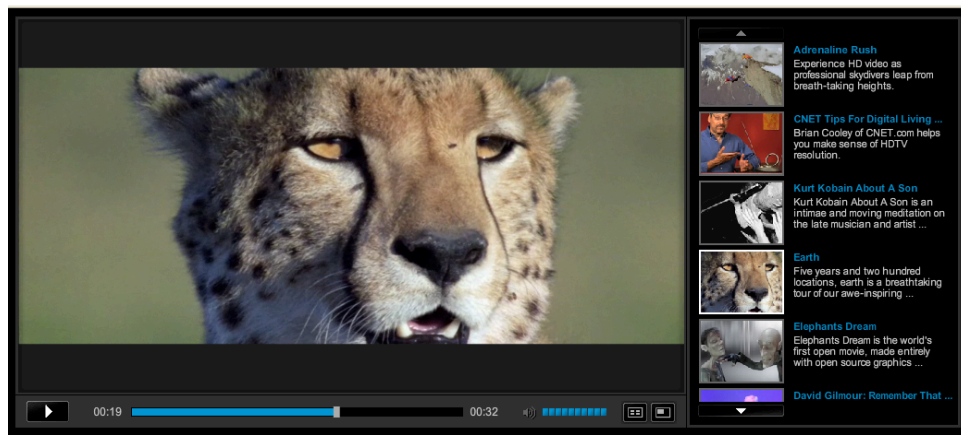 Adrenaline Rush
Experience HD video as
professional skydivers leap from
breath-taking heights.
CNET Tips For Digital Living ...
Brian Cooley of CNET.com helps
you make sense of HDTV
resolution.
Kurt Kobain About A Son
Kurt Kobain About A Son is an
intimae and moving meditation on
the late musician and artist ...
Earth
Five years and two hundred
locations, earth is a breathtaking
tour of our awe-inspiring ...
Elephants Dream
Elephants Dream is the world's
first open movie, made entirely
with open source graphics ...
David Gilmour: Remember That ...
00:19
00:32